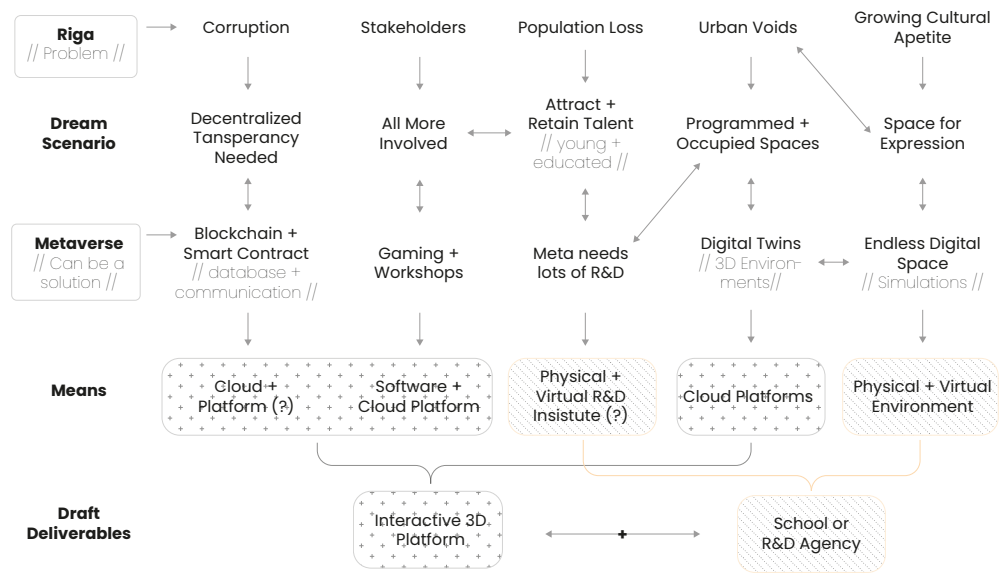 Riga
// Problem //
Corruption
Stakeholders
Population Loss
Urban Voids
Growing Cultural
Apetite
Dream
Scenario
Decentralized
Tansperancy
Needed
All More
Involved
Attract +
Retain Talent
// young +
educated //
Programmed +
Occupied Spaces
Space for
Expression
Metaverse
// Can be a
solution //
Blockchain +
Smart Contract
// database +
communication //
Gaming +
Workshops
Meta needs
lots of R&D
Digital Twins
// 3D Environ-
ments//
Endless Digital
Space
// Simulations //
Means
Cloud +
Platform (?)
Software +
Cloud Platform
Physical +
Virtual R&D
Insistute (?)
Cloud Platforms
Physical + Virtual
Environment
Draft
Deliverables
Interactive 3D
Platform
+
School or
R&D Agency